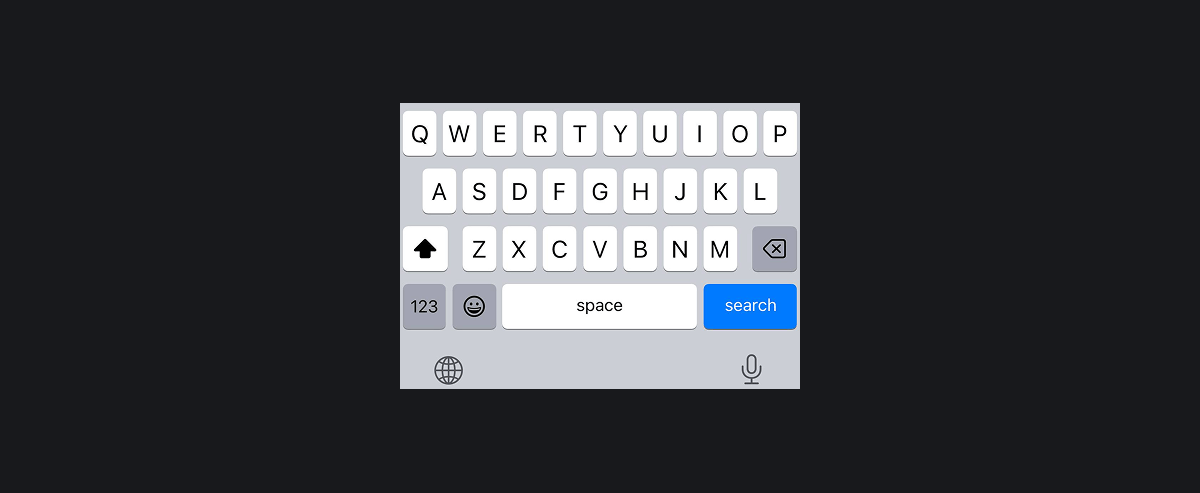 Q W E R T Y U I O P
A S D F G H J K L
Z X C V B N M
123 space search